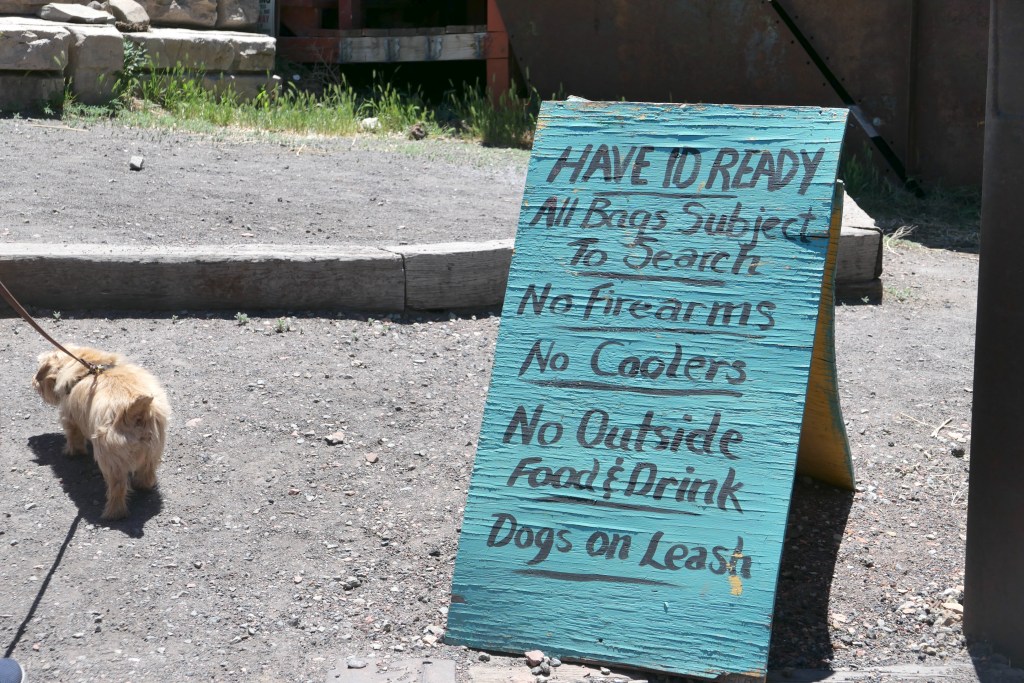 HAVE ID READY
All Bags Subject
To Search
No Firearms
No Coolers
No Outside
Food & Drink
Dogs on Leash